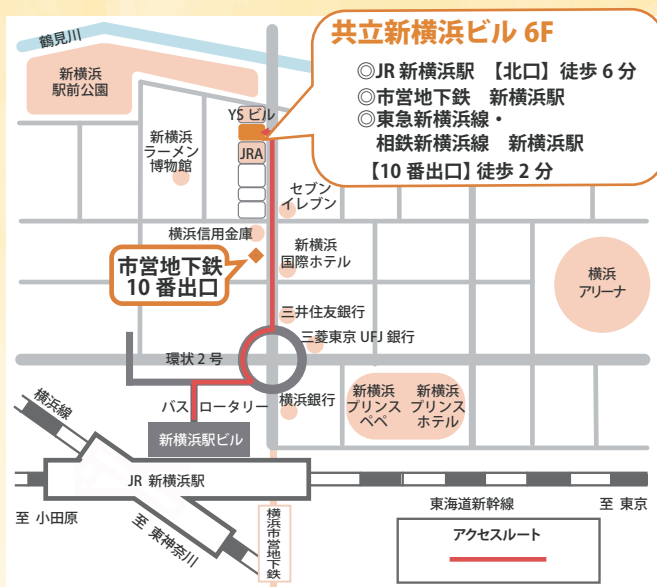 共立新横浜ビル 6F
◎JR 新横浜駅 【北口】徒歩 6 分
◎市営地下鉄 新横浜駅
◎東急新横浜線・
相鉄新横浜線 新横浜駅
【10 番出口】徒歩 2 分
鶴見川
新横浜
駅前公園
YS ビル
JRA
新横浜
ラーメン
博物館
セブン
イレブン
横浜信用金庫
新横浜
国際ホテル
市営地下鉄
10 番出口
横浜
アリーナ
三井住友銀行
三菱東京 UFJ 銀行
環状 2 号
バス ロータリー
横浜銀行
新横浜
プリンス
ペペ
新横浜
プリンス
ホテル
横浜線
新横浜駅ビル
JR 新横浜駅
至 小田原
至 東神奈川
横浜市営地下鉄
東海道新幹線
至 東京
アクセスルート